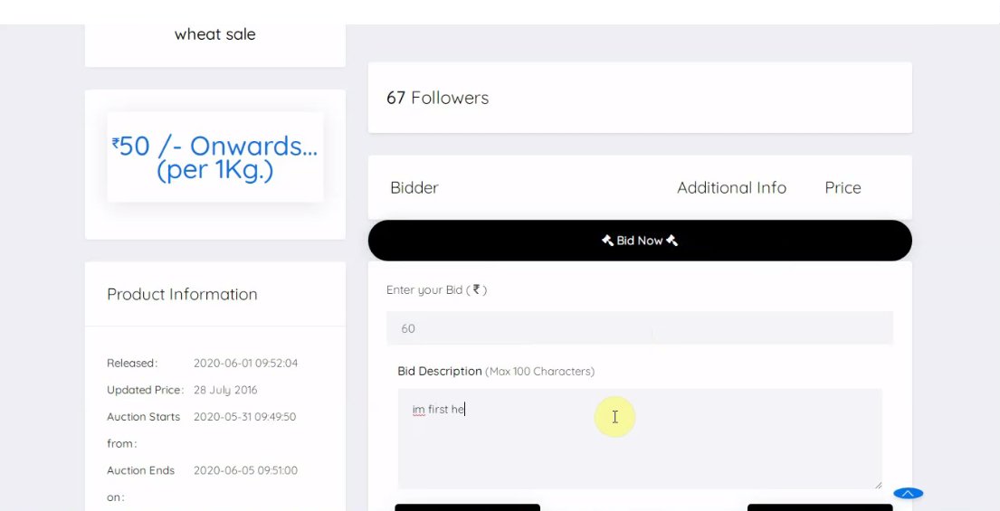 wheat sale
₹50 /- Onwards...
(per 1Kg.)
Product Information
Released: 2020-06-01 09:52:04
Updated Price: 28 July 2016
Auction Starts 2020-05-31 09:49:50
from:
Auction Ends 2020-06-05 09:51:00
on:
67 Followers
Bidder Additional Info Price
Bid Now
Enter your Bid ( ₹ )
60
Bid Description (Max 100 Characters)
im first he